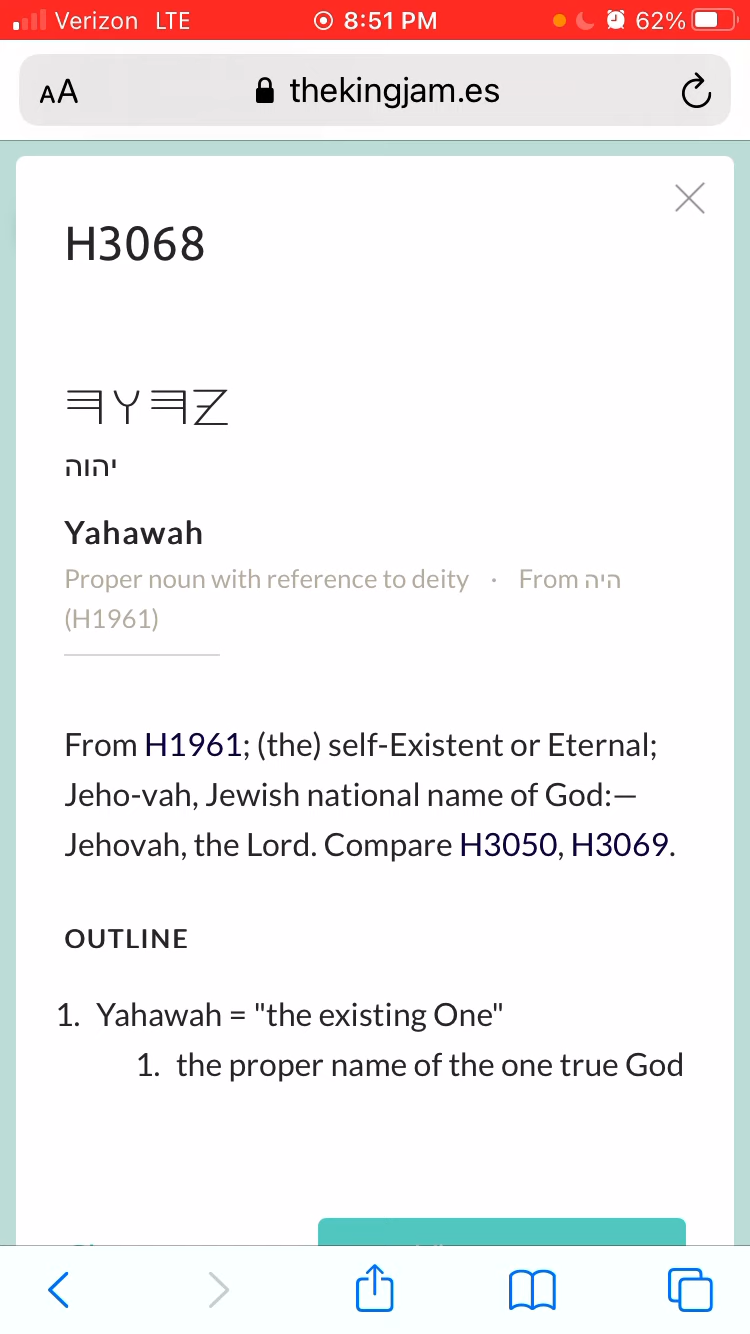 Verizon LTE 8:51 PM 62%
AA thekingjam.es
H3068
𐤉𐤄𐤅𐤄
יהוה
Yahawah
Proper noun with reference to deity · From היה
(H1961)
From H1961; (the) self-Existent or Eternal;
Jeho-vah, Jewish national name of God:—
Jehovah, the Lord. Compare H3050, H3069.
OUTLINE
1. Yahawah = "the existing One"
1. the proper name of the one true God